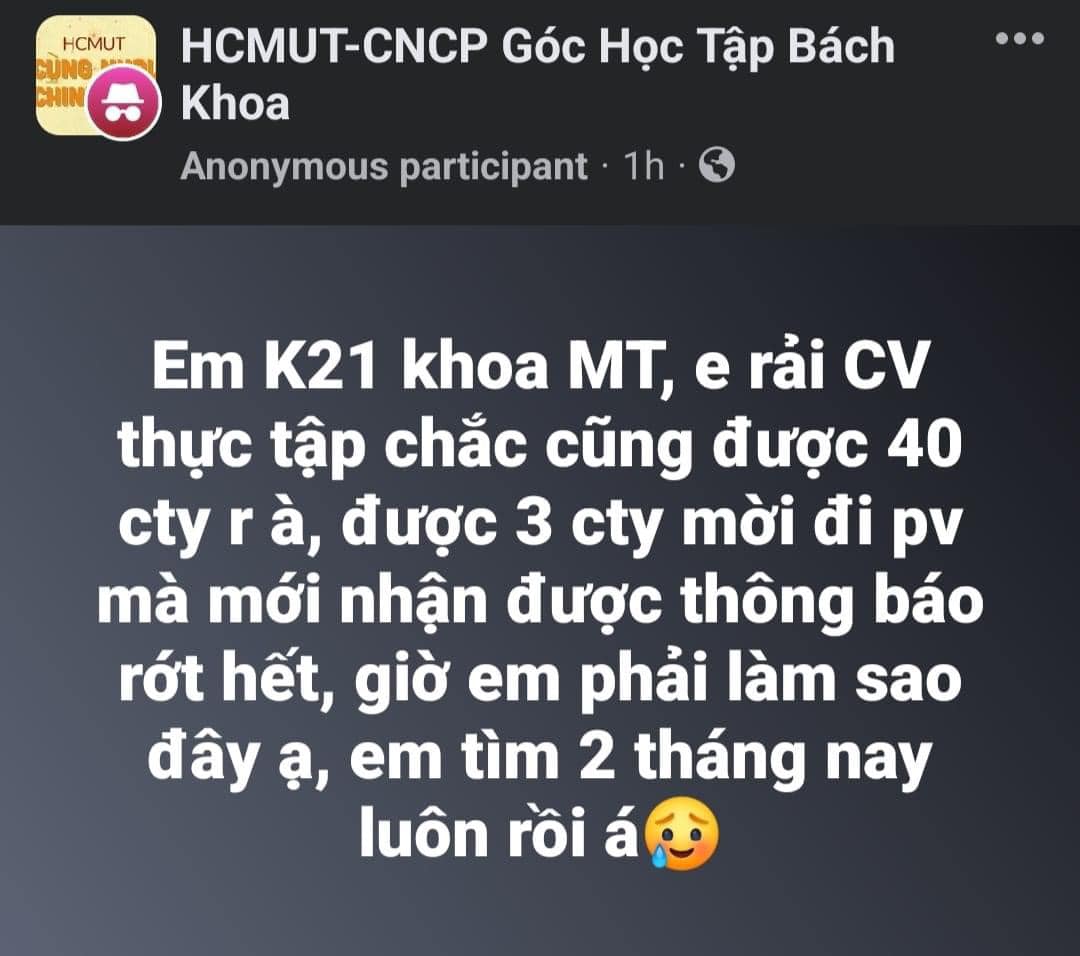 HCMUT
CÙNG
CHIN
HCMUT-CNCP Góc Học Tập Bách
Khoa
Anonymous participant · 1h ·
Em K21 khoa MT, e rải CV
thực tập chắc cũng được 40
cty r à, được 3 cty mời đi pv
mà mới nhận được thông báo
rớt hết, giờ em phải làm sao
đây ạ, em tìm 2 tháng nay
luôn rồi á🥲